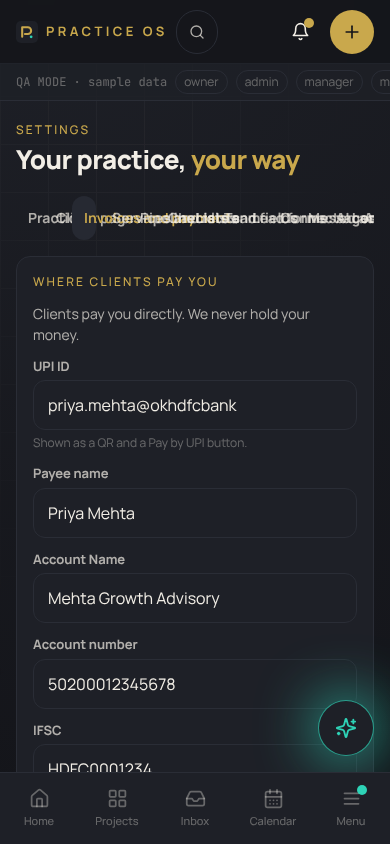 PRACTICE OS
QA MODE · sample data owner admin manager
SETTINGS
Your practice, your way
WHERE CLIENTS PAY YOU
Clients pay you directly. We never hold your
money.
UPI ID
priya.mehta@okhdfcbank
Shown as a QR and a Pay by UPI button.
Payee name
Priya Mehta
Account Name
Mehta Growth Advisory
Account number
50200012345678
IFSC
HDFC0001234
Home Projects Inbox Calendar Menu